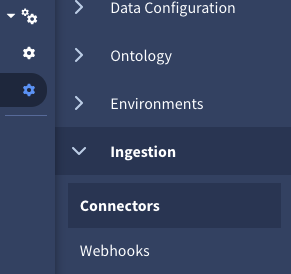 Data Configuration
Ontology
Environments
Ingestion
Connectors
Webhooks